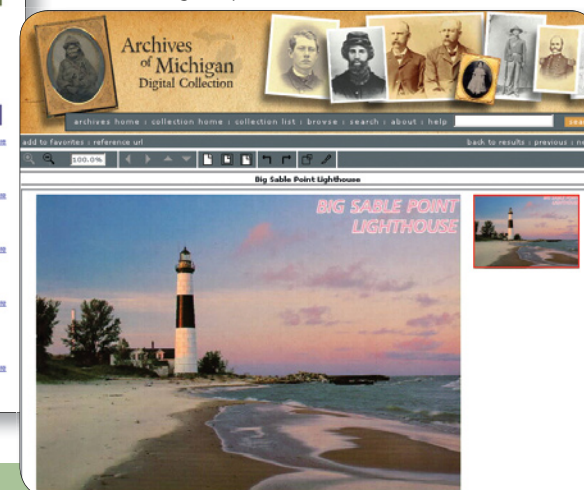 Archives
of Michigan
Digital Collection
archives home : collection home : collection list : browse : search : about : help
add to favorites : reference url
back to results : previous :
100.0%
Big Sable Point Lighthouse
BIG SABLE POINT
LIGHTHOUSE